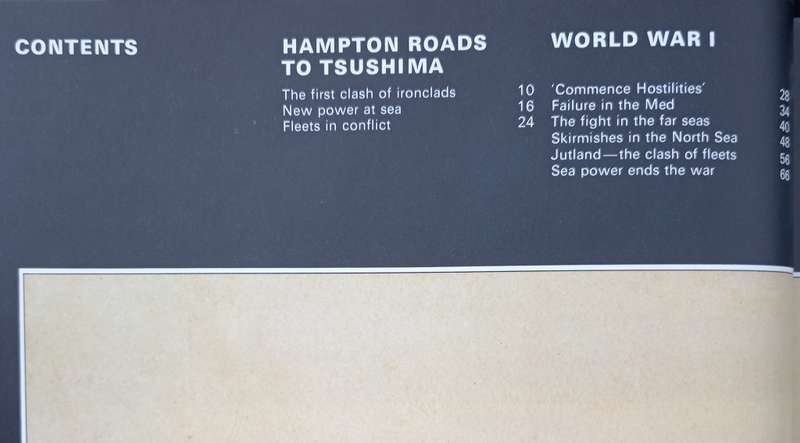 CONTENTS
HAMPTON ROADS
TO TSUSHIMA
The first clash of ironclads 10
New power at sea 16
Fleets in conflict 24
WORLD WAR I
'Commence Hostilities' 28
Failure in the Med 34
The fight in the far seas 40
Skirmishes in the North Sea 48
Jutland—the clash of fleets 56
Sea power ends the war 66